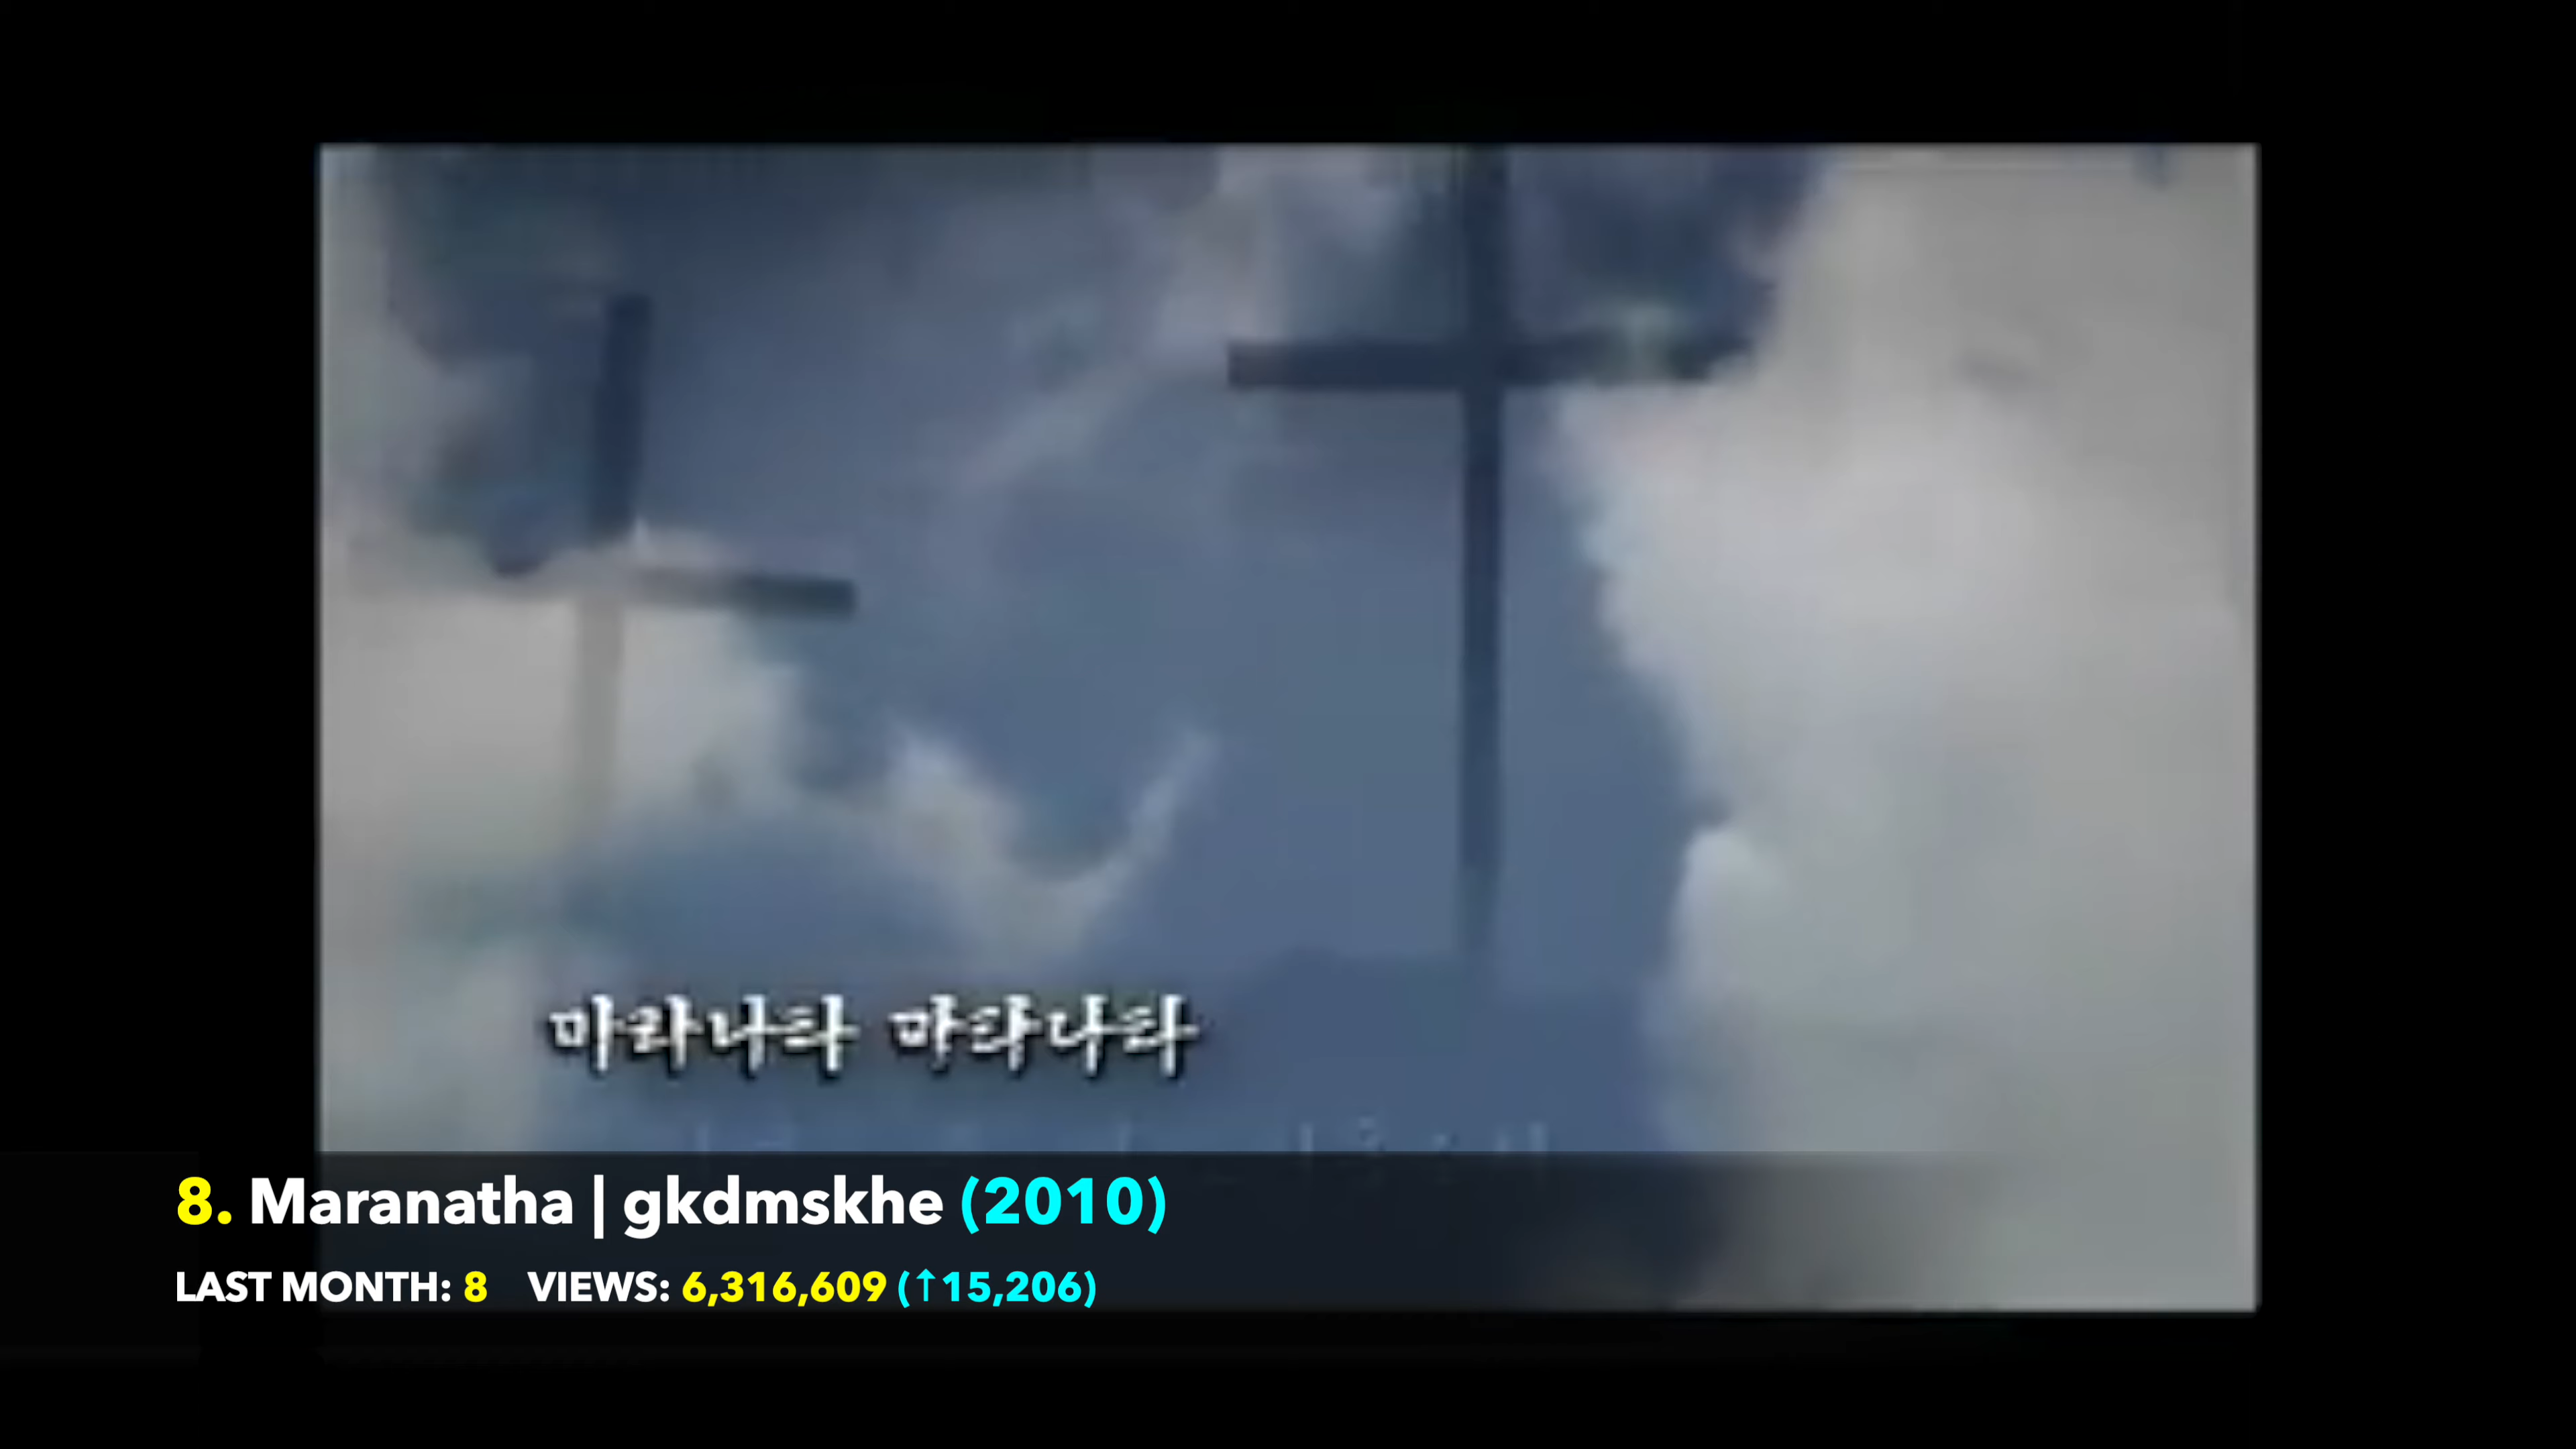 마라나타 마라나타
8. Maranatha | gkdmskhe (2010)
LAST MONTH: 8 VIEWS: 6,316,609 (↑15,206)